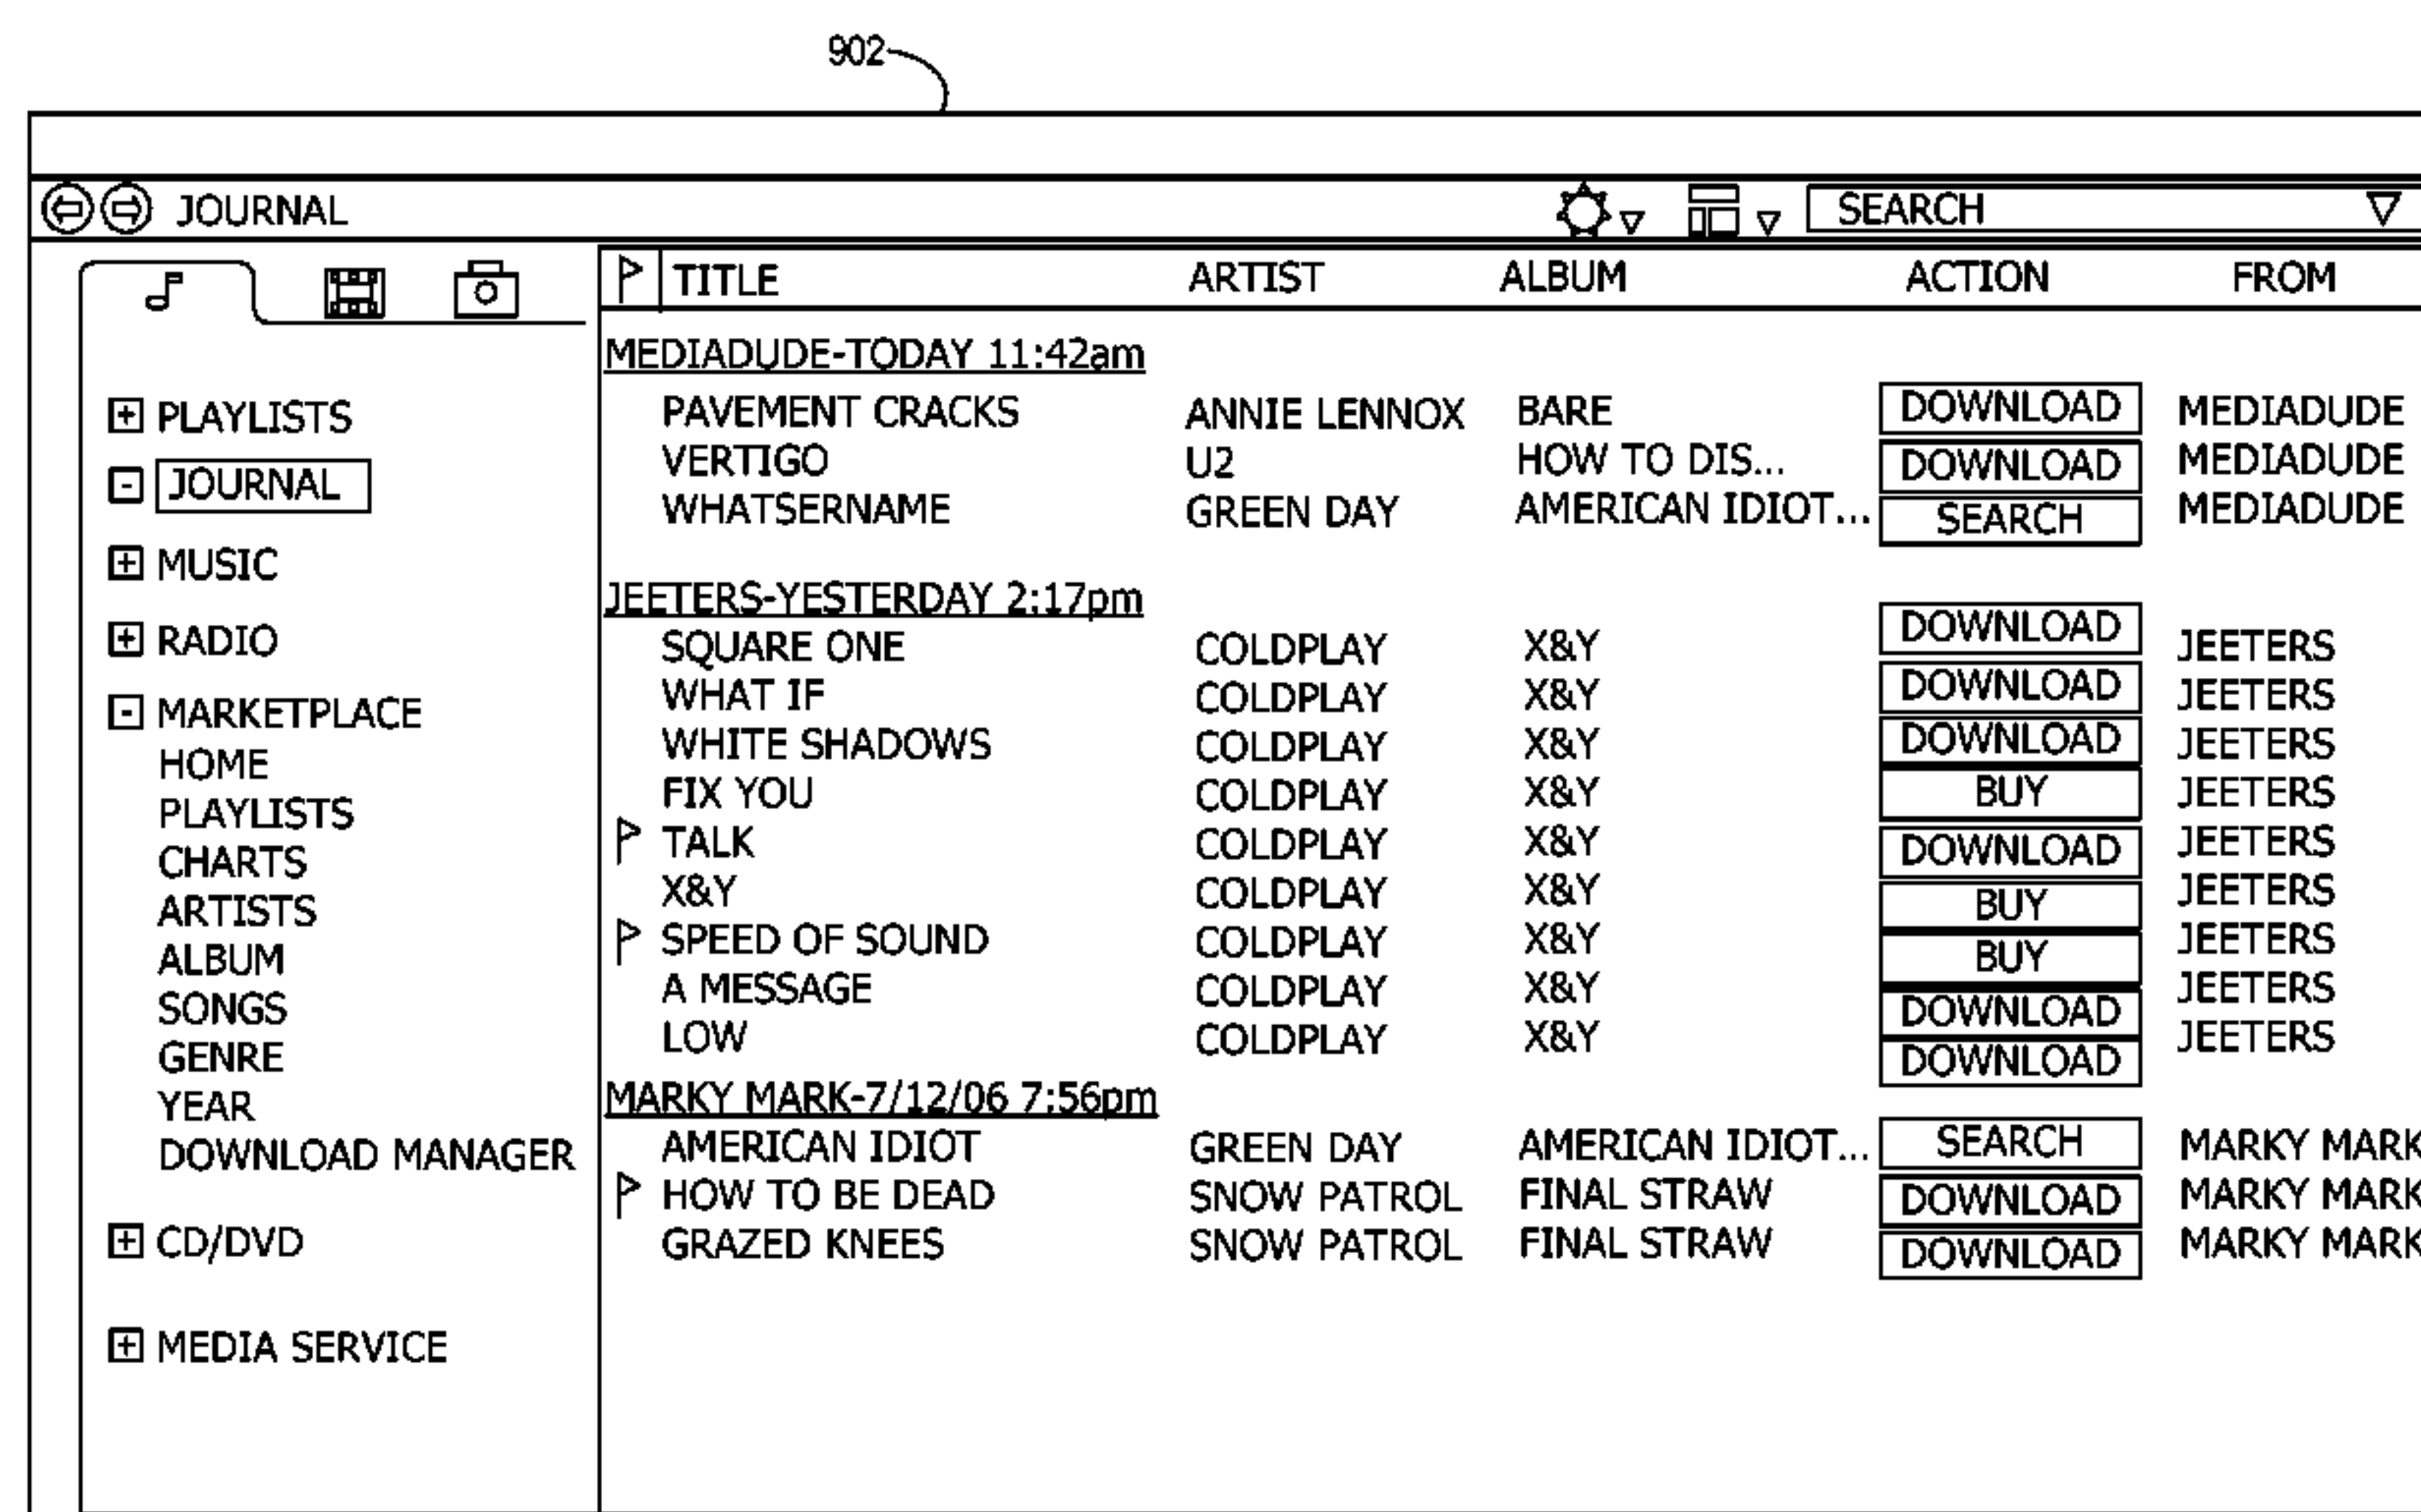 902
JOURNAL SEARCH
TITLE ARTIST ALBUM ACTION FROM
PLAYLISTS
JOURNAL
MUSIC
RADIO
MARKETPLACE
HOME
PLAYLISTS
CHARTS
ARTISTS
ALBUM
SONGS
GENRE
YEAR
DOWNLOAD MANAGER
CD/DVD
MEDIA SERVICE
MEDIADUDE-TODAY 11:42am
PAVEMENT CRACKS ANNIE LENNOX BARE DOWNLOAD MEDIADUDE
VERTIGO U2 HOW TO DIS... DOWNLOAD MEDIADUDE
WHATSERNAME GREEN DAY AMERICAN IDIOT... SEARCH MEDIADUDE
JEETERS-YESTERDAY 2:17pm
SQUARE ONE COLDPLAY X&Y DOWNLOAD JEETERS
WHAT IF COLDPLAY X&Y DOWNLOAD JEETERS
WHITE SHADOWS COLDPLAY X&Y DOWNLOAD JEETERS
FIX YOU COLDPLAY X&Y BUY JEETERS
TALK COLDPLAY X&Y DOWNLOAD JEETERS
X&Y COLDPLAY X&Y BUY JEETERS
SPEED OF SOUND COLDPLAY X&Y BUY JEETERS
A MESSAGE COLDPLAY X&Y DOWNLOAD JEETERS
LOW COLDPLAY X&Y DOWNLOAD JEETERS
MARKY MARK-7/12/06 7:56pm
AMERICAN IDIOT GREEN DAY AMERICAN IDIOT... SEARCH MARKY MARK
HOW TO BE DEAD SNOW PATROL FINAL STRAW DOWNLOAD MARKY MARK
GRAZED KNEES SNOW PATROL FINAL STRAW DOWNLOAD MARKY MARK